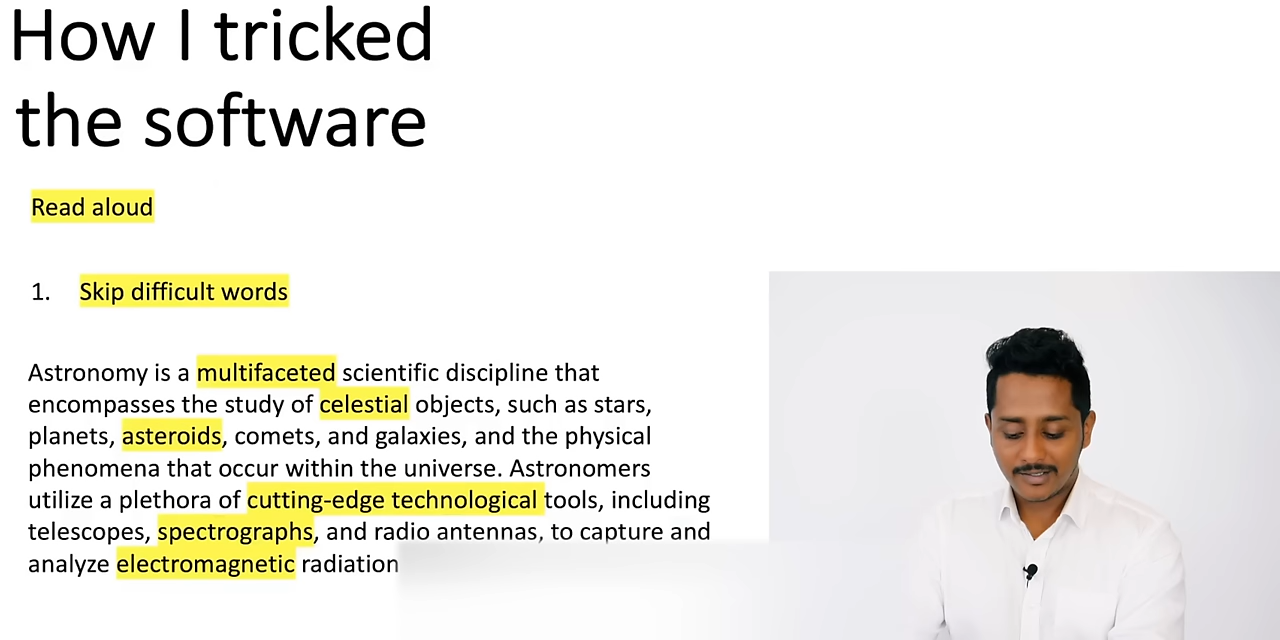 How I tricked
the software
Read aloud
1. Skip difficult words
Astronomy is a multifaceted scientific discipline that
encompasses the study of celestial objects, such as stars,
planets, asteroids, comets, and galaxies, and the physical
phenomena that occur within the universe. Astronomers
utilize a plethora of cutting-edge technological tools, including
telescopes, spectrographs, and radio antennas, to capture and
analyze electromagnetic radiation